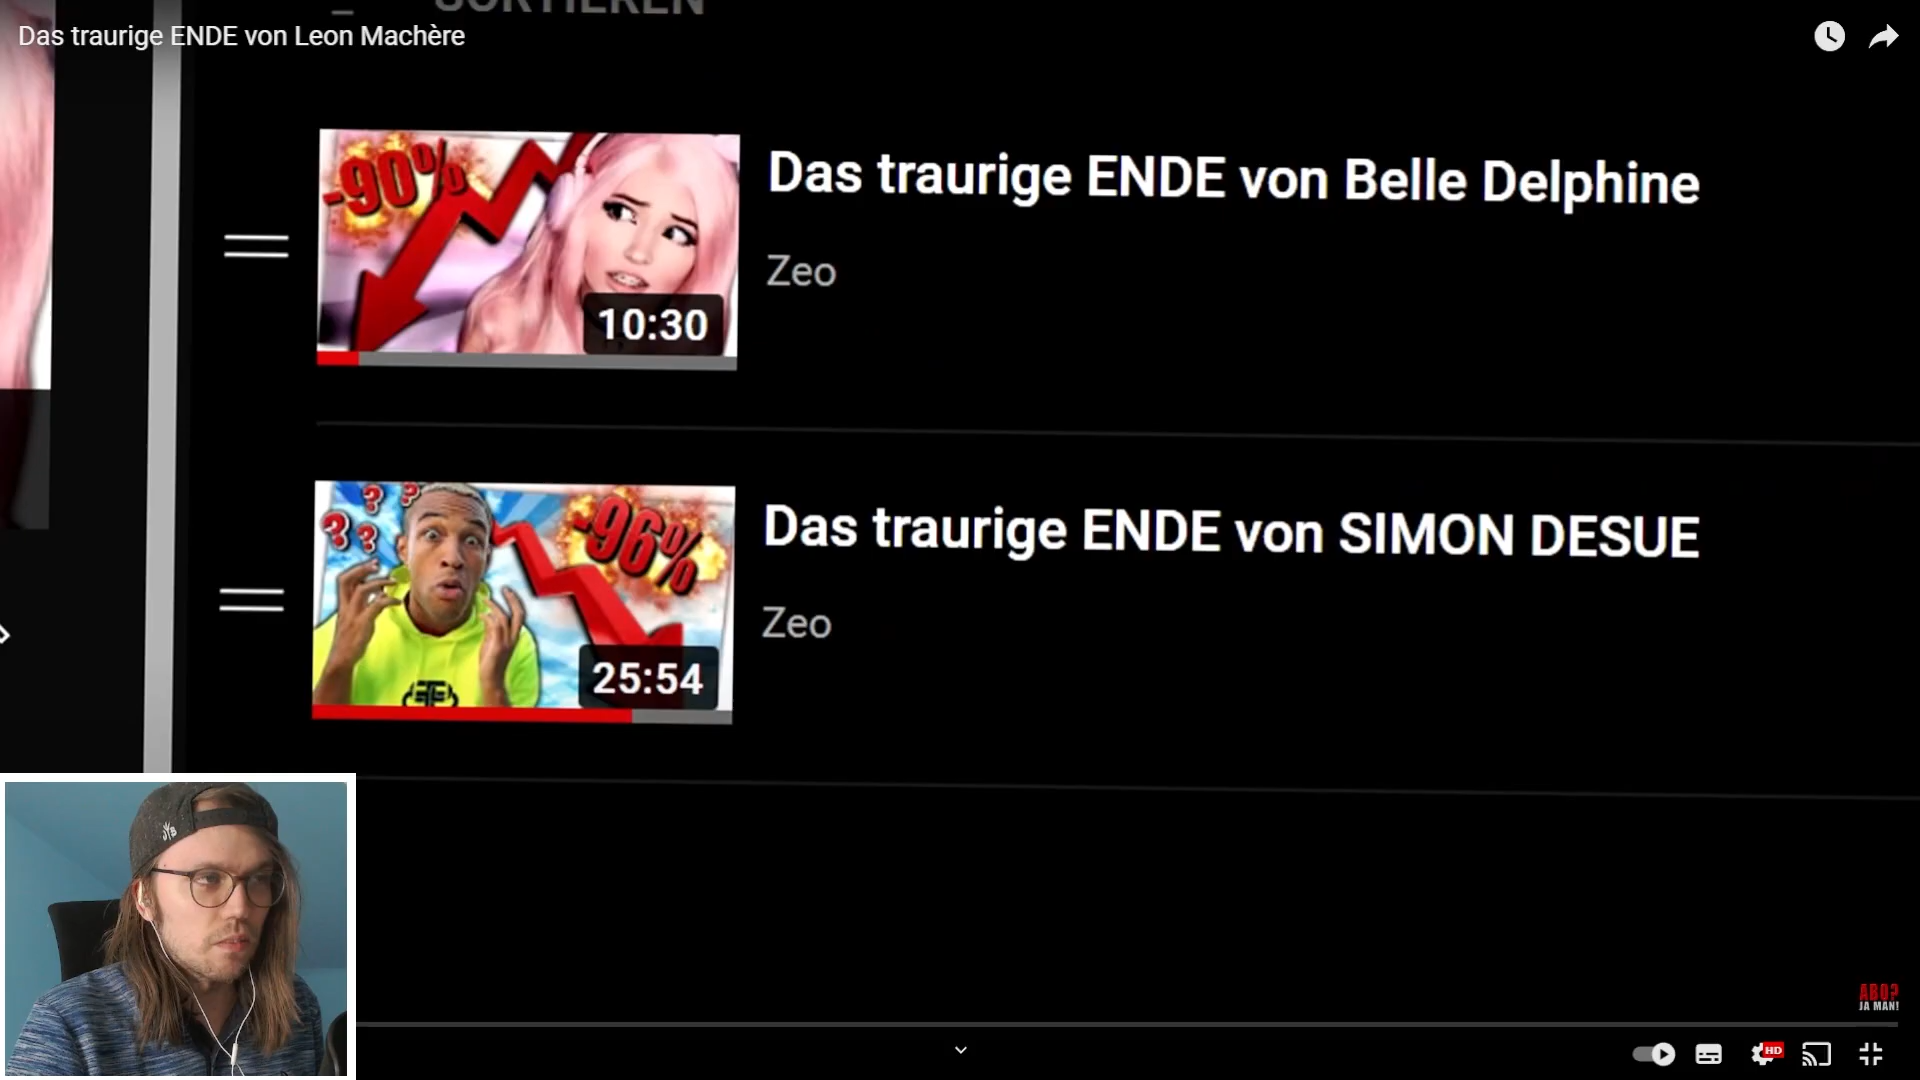 SORTIEREN
Das traurige ENDE von Leon Machère
-90%
10:30
Das traurige ENDE von Belle Delphine
Zeo
? ? ? ?
-96%
25:54
Das traurige ENDE von SIMON DESUE
Zeo
ABO?
JA MAN!
HD